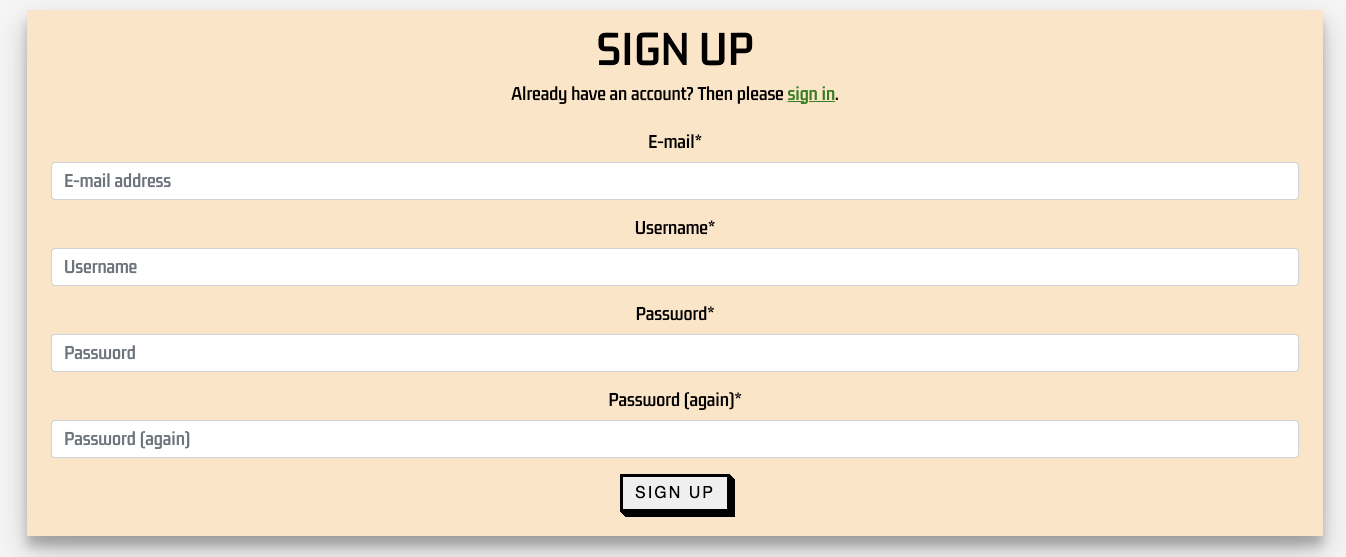 SIGN UP
Already have an account? Then please sign in.
E-mail*
E-mail address
Username*
Username
Password*
Password
Password (again)*
Password (again)
SIGN UP